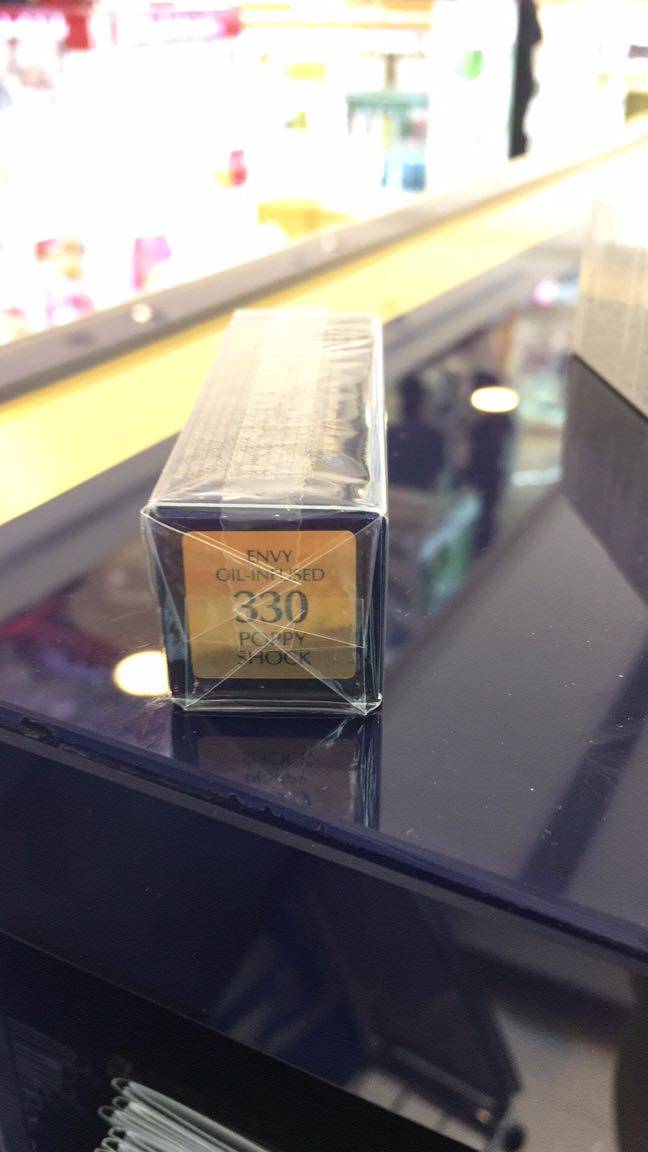 ENVY
OIL-INFUSED
330
POPPY
SHOCK